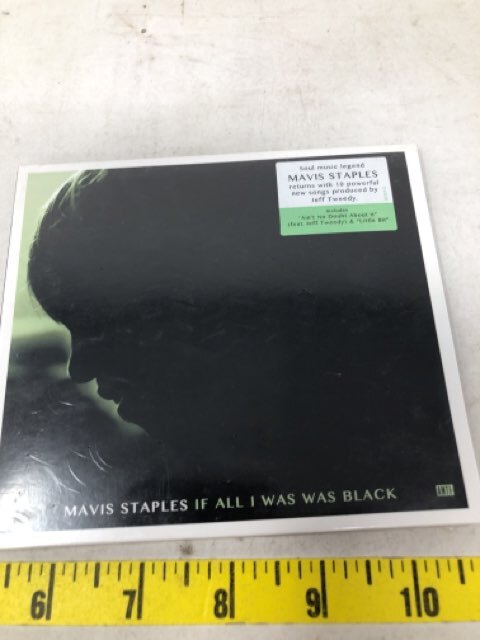 Soul music legend
MAVIS STAPLES
returns with 10 powerful
new songs produced by
Jeff Tweedy.
includes
"Ain't No Doubt About It"
(feat. Jeff Tweedy) & "Little Bit"
MAVIS STAPLES IF ALL I WAS WAS BLACK
ANTI
6 7 8 9 10